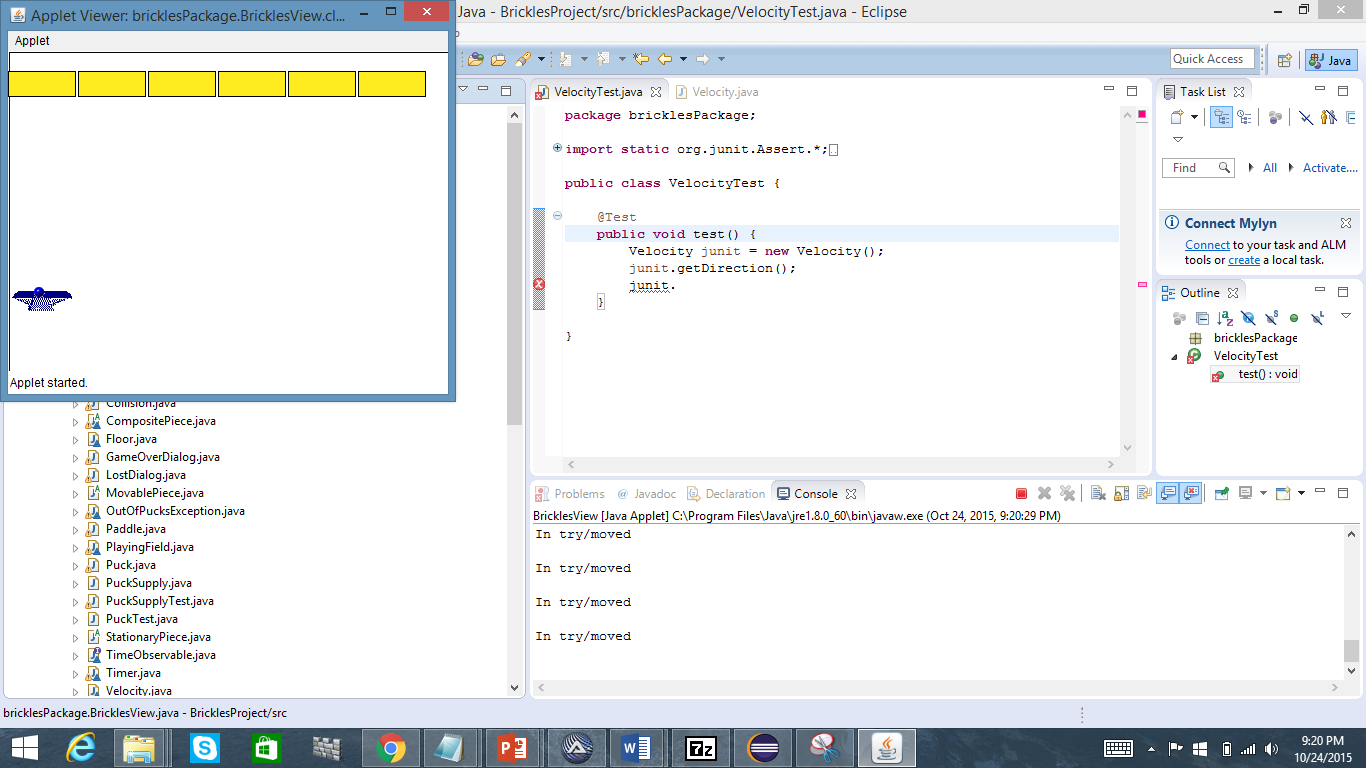 Applet Viewer: bricklesPackage.BricklesView.cl...
Applet
Applet started.
Java - BricklesProject/src/bricklesPackage/VelocityTest.java - Eclipse
Quick Access
Java
Collision.java
CompositePiece.java
Floor.java
GameOverDialog.java
LostDialog.java
MovablePiece.java
OutOfPucksException.java
Paddle.java
PlayingField.java
Puck.java
PuckSupply.java
PuckSupplyTest.java
PuckTest.java
StationaryPiece.java
TimeObservable.java
Timer.java
Velocity.java
VelocityTest.java
Velocity.java
package bricklesPackage;
import static org.junit.Assert.*;
public class VelocityTest {
@Test
public void test() {
Velocity junit = new Velocity();
junit.getDirection();
junit.
}
}
Task List
Find
All
Activate....
Connect Mylyn
Connect to your task and ALM
tools or create a local task.
Outline
bricklesPackage
VelocityTest
test() : void
Problems
@ Javadoc
Declaration
Console
BricklesView [Java Applet] C:\Program Files\Java\jre1.8.0_60\bin\javaw.exe (Oct 24, 2015, 9:20:29 PM)
In try/moved
In try/moved
In try/moved
In try/moved
bricklesPackage.BricklesView.java - BricklesProject/src
9:20 PM
10/24/2015